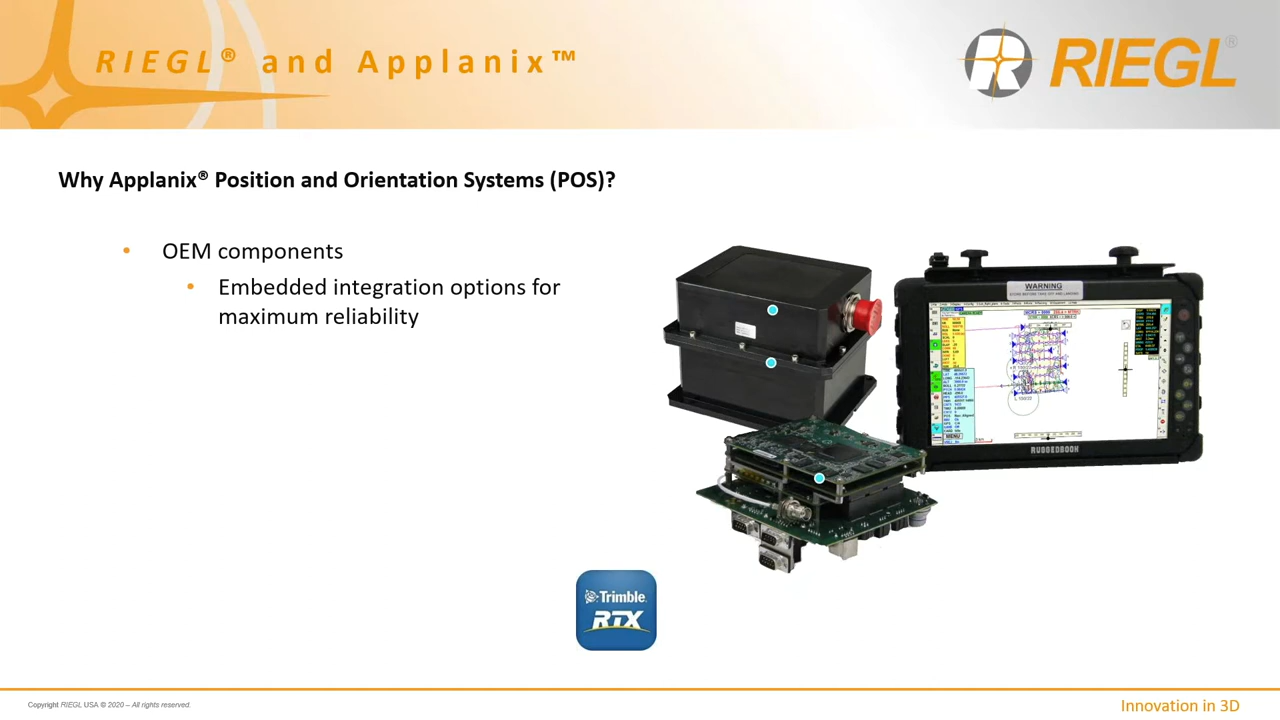 RIEGL® and Applanix™
RIEGL®
Why Applanix® Position and Orientation Systems (POS)?
• OEM components
• Embedded integration options for
maximum reliability
WARNING
MENU
RUGGEDBOOK
Trimble
RTX
Copyright RIEGL USA © 2020 – All rights reserved.
Innovation in 3D